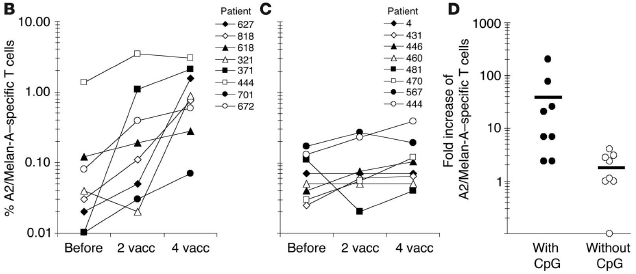 B
% A2/Melan-A–specific T cells
10.00
1.00
0.10
0.01
Before 2 vacc 4 vacc
Patient
627
818
618
321
371
444
701
672
C
Patient
4
431
446
460
481
470
567
444
Before 2 vacc 4 vacc
D
Fold increase of
A2/Melan-A–specific T cells
1000
100
10
1
With
CpG
Without
CpG